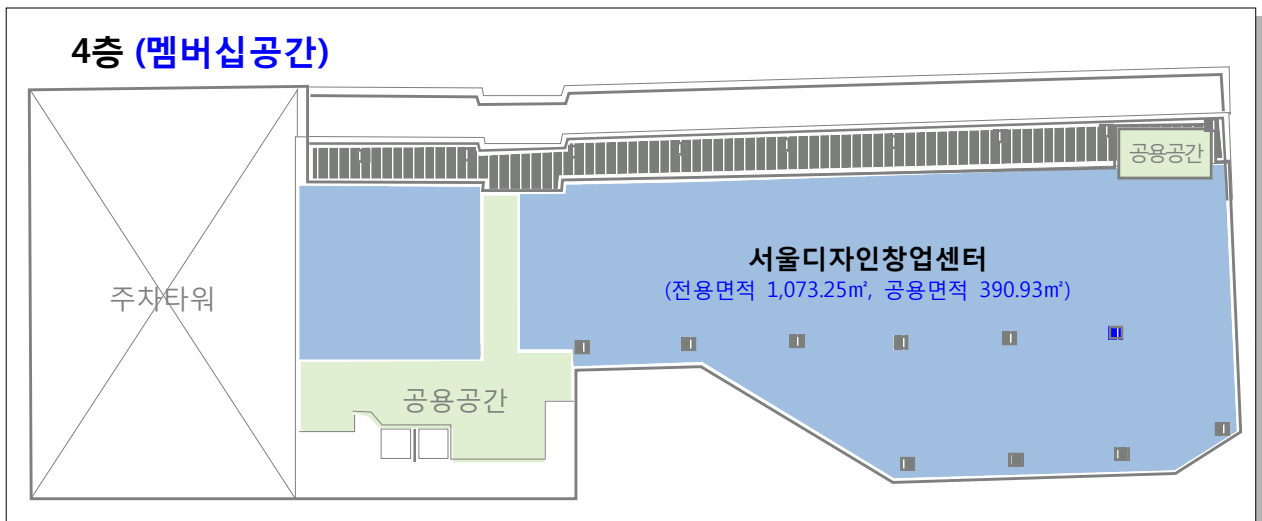 4층 (멤버십공간)
공용공간
서울디자인창업센터
(전용면적 1,073.25㎡, 공용면적 390.93㎡)
주차타워
공용공간